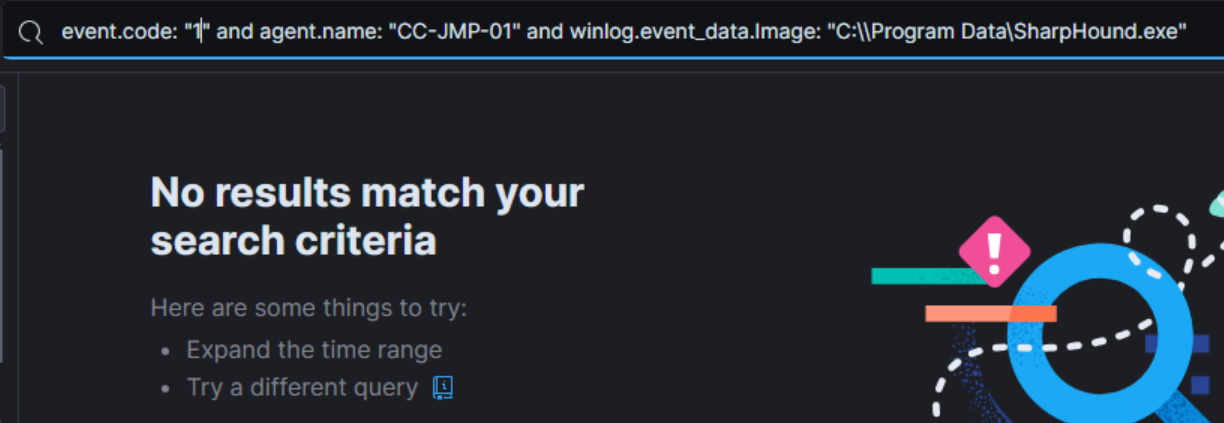 event.code: "1" and agent.name: "CC-JMP-01" and winlog.event_data.Image: "C:\\Program Data\SharpHound.exe"
No results match your
search criteria
Here are some things to try:
• Expand the time range
• Try a different query